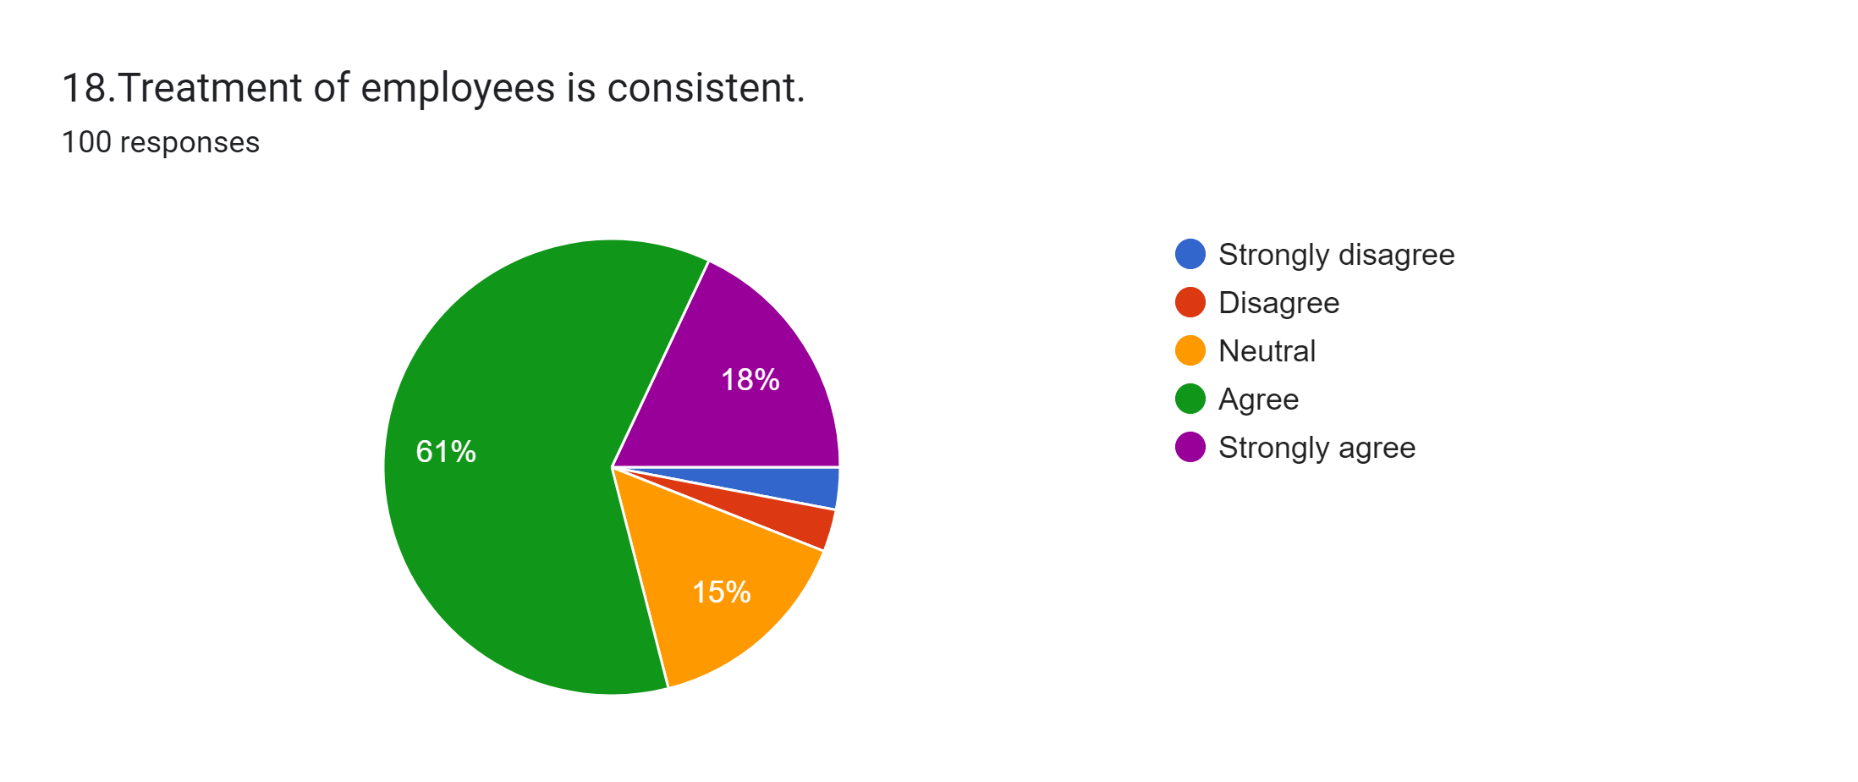 18.Treatment of employees is consistent.
100 responses
18%
61%
15%
Strongly disagree
Disagree
Neutral
Agree
Strongly agree